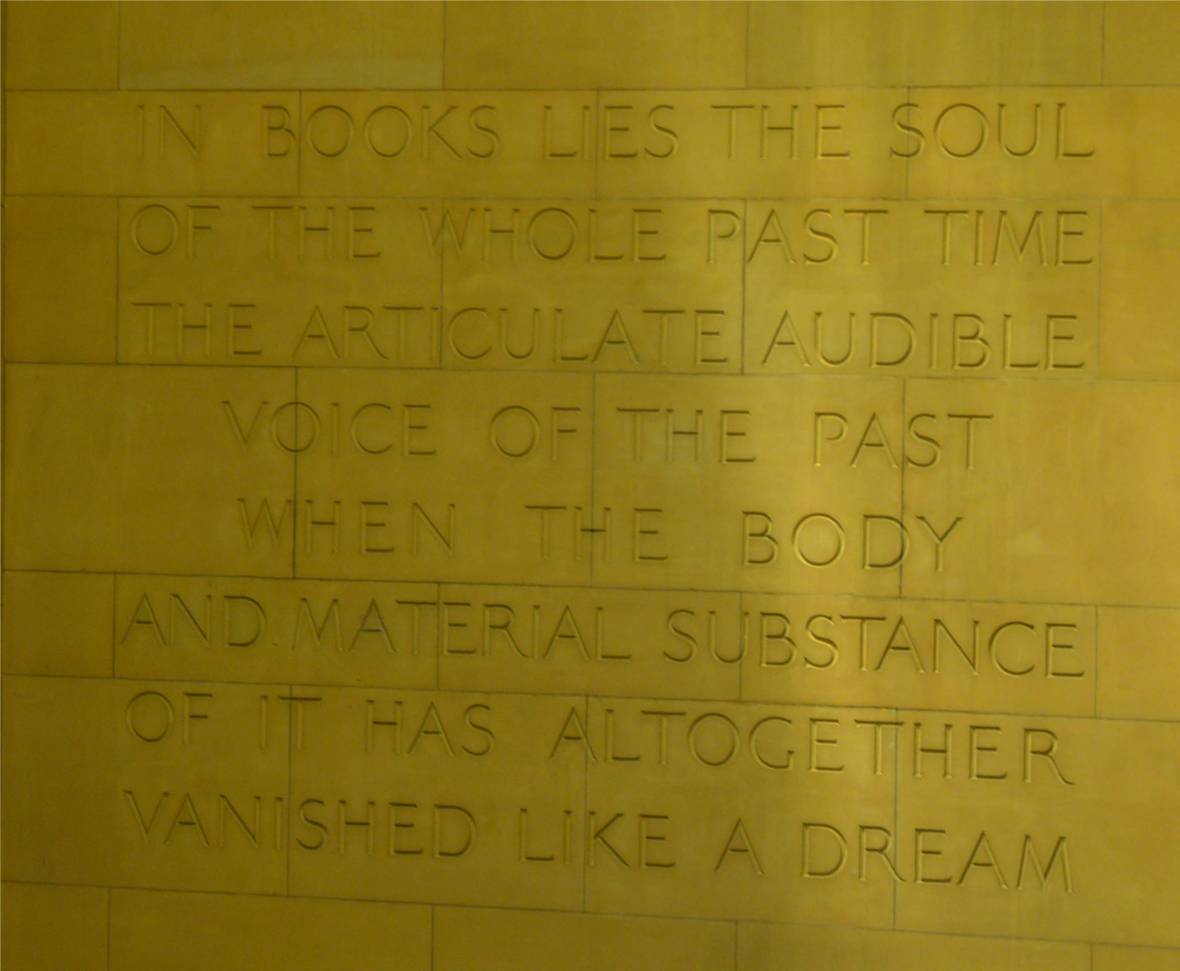 IN BOOKS LIES THE SOUL
OF THE WHOLE PAST TIME
THE ARTICULATE AUDIBLE
VOICE OF THE PAST
WHEN THE BODY
AND MATERIAL SUBSTANCE
OF IT HAS ALTOGETHER
VANISHED LIKE A DREAM